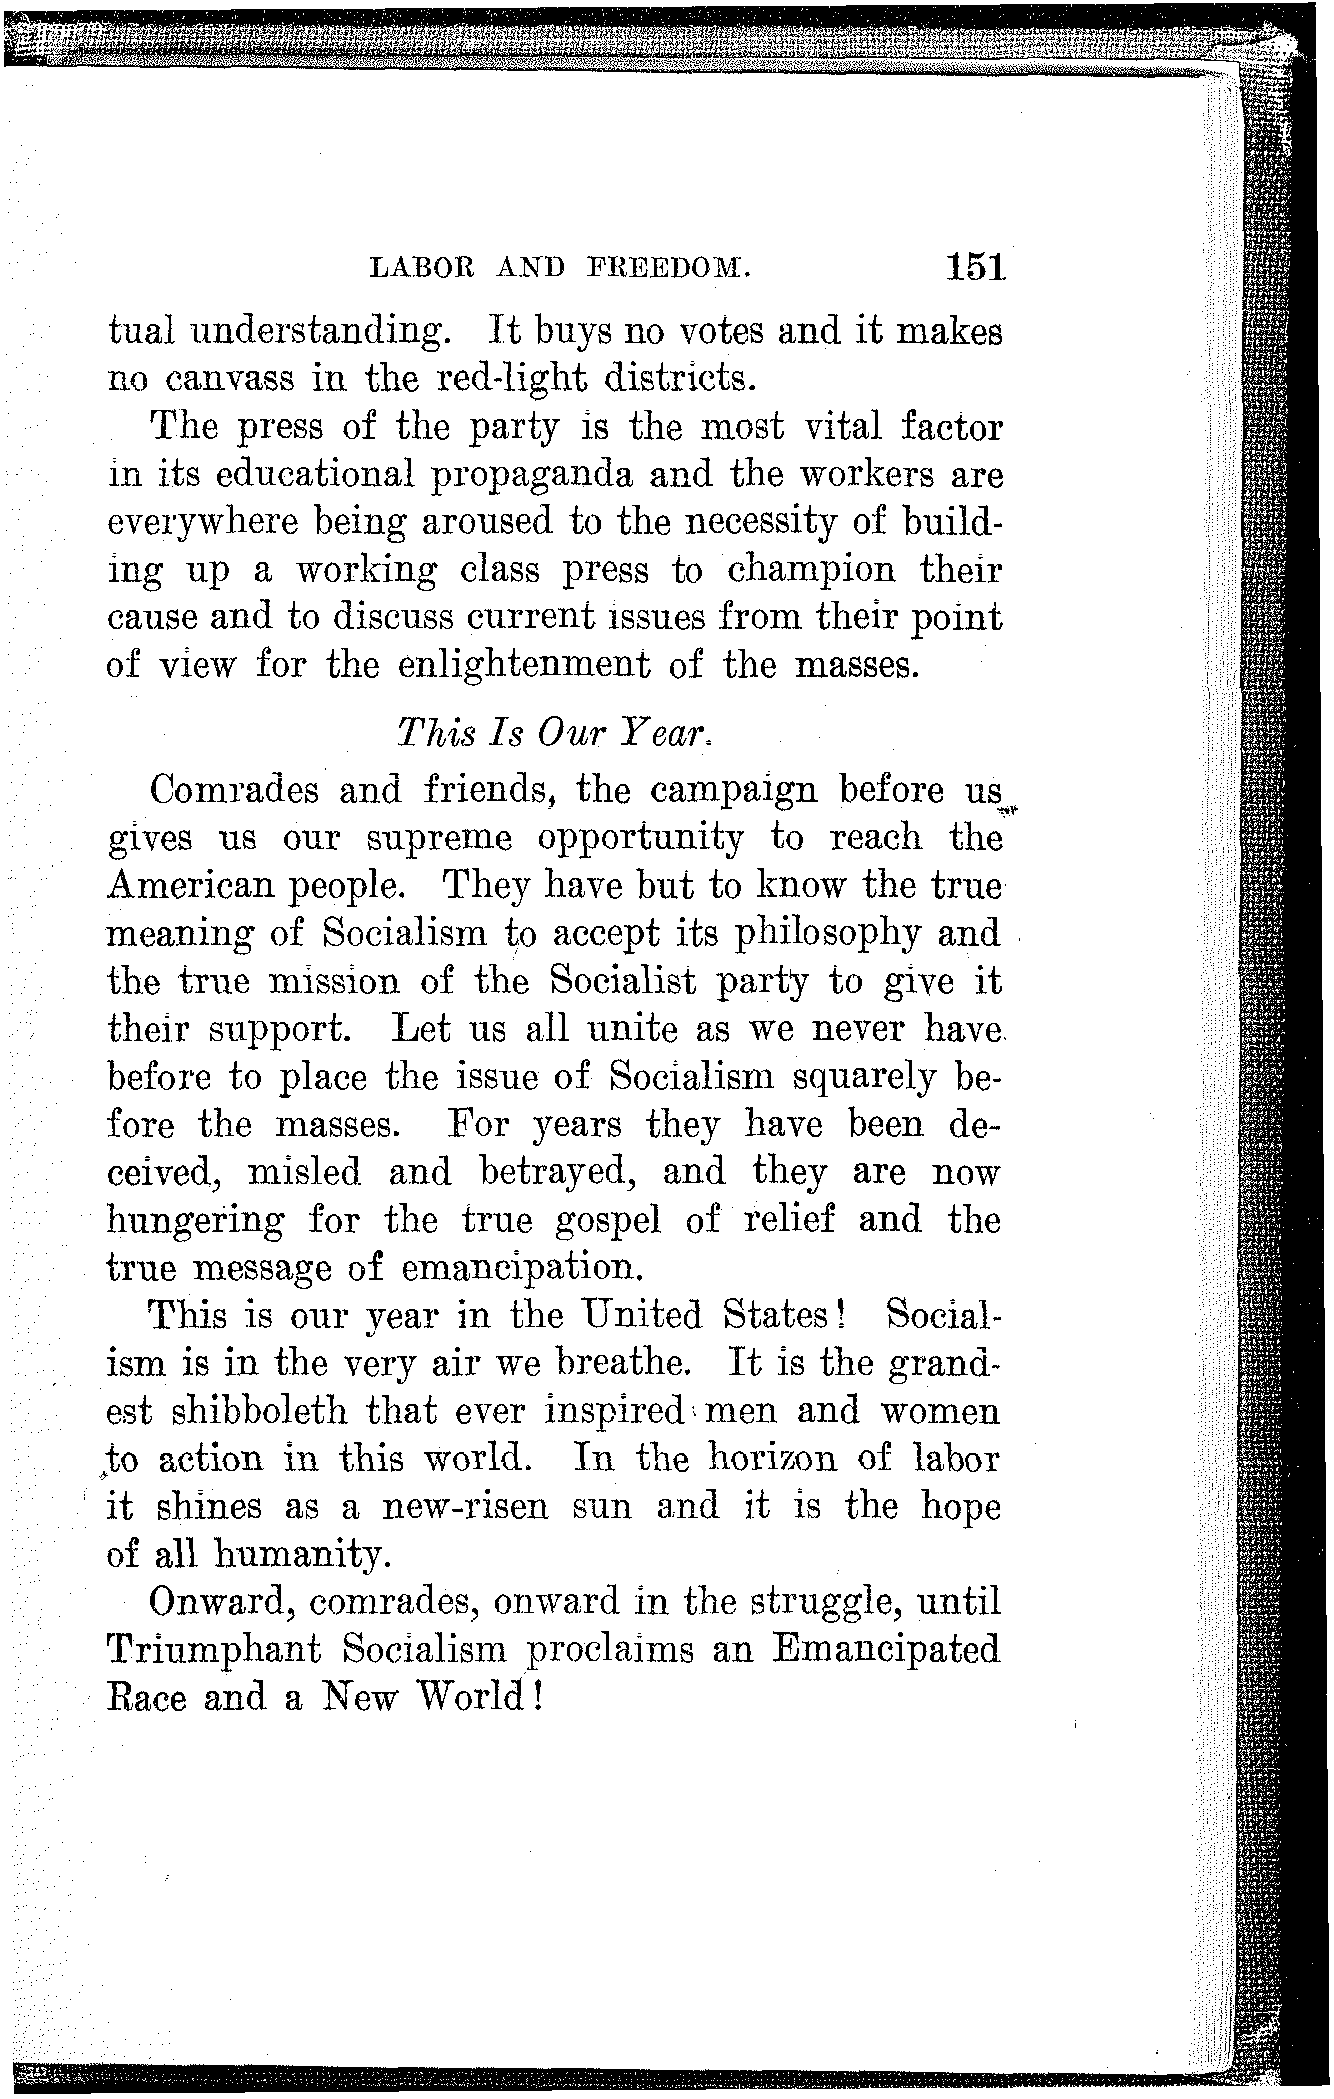 LABOR AND FREEDOM. 151
tual understanding. It buys no votes and it makes
no canvass in the red-light districts.
The press of the party is the most vital factor
in its educational propaganda and the workers are
everywhere being aroused to the necessity of build-
ing up a working class press to champion their
cause and to discuss current issues from their point
of view for the enlightenment of the masses.
This Is Our Year.
Comrades and friends, the campaign before us
gives us our supreme opportunity to reach the
American people. They have but to know the true
meaning of Socialism to accept its philosophy and
the true mission of the Socialist party to give it
their support. Let us all unite as we never have
before to place the issue of Socialism squarely be-
fore the masses. For years they have been de-
ceived, misled and betrayed, and they are now
hungering for the true gospel of relief and the
true message of emancipation.
This is our year in the United States! Social-
ism is in the very air we breathe. It is the grand-
est shibboleth that ever inspired men and women
to action in this world. In the horizon of labor
it shines as a new-risen sun and it is the hope
of all humanity.
Onward, comrades, onward in the struggle, until
Triumphant Socialism proclaims an Emancipated
Race and a New World!